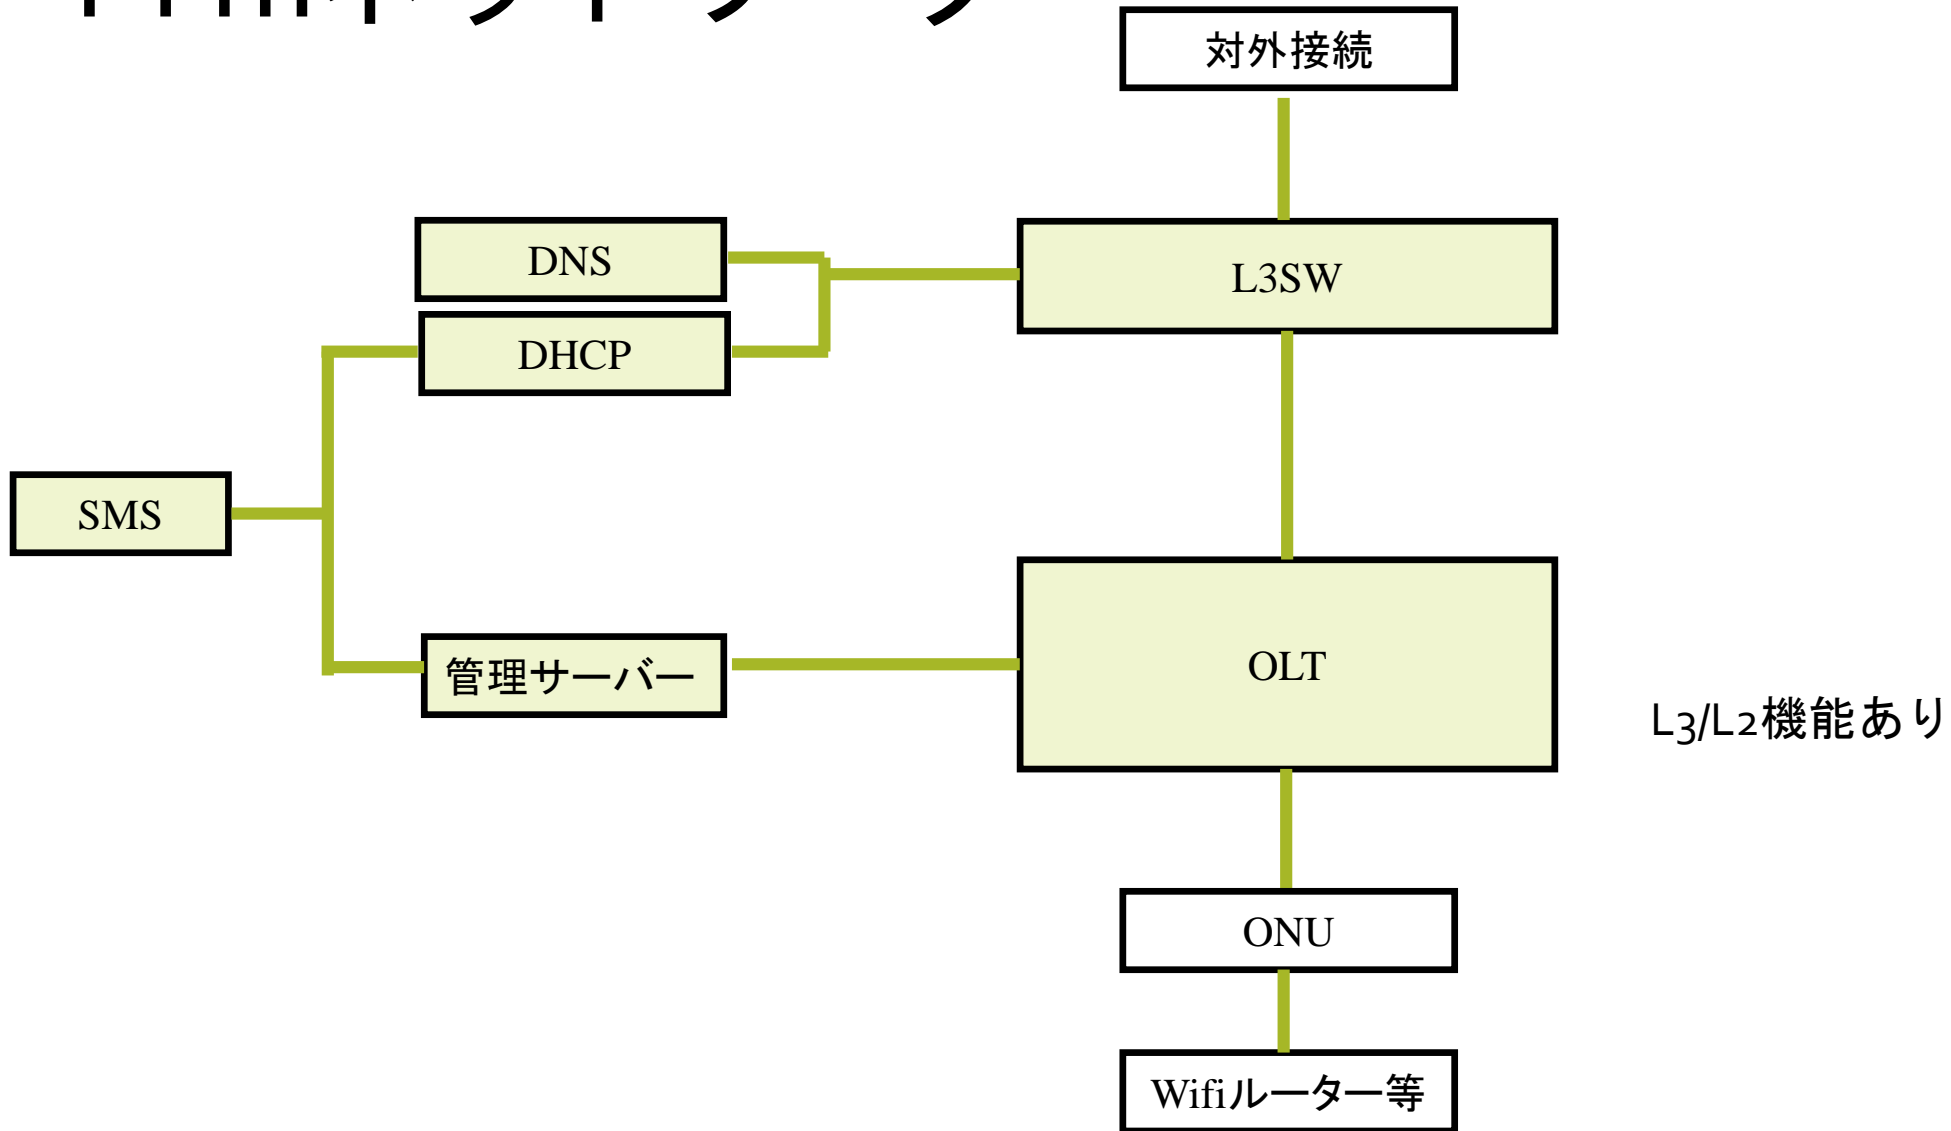 対外接続
DNS
L3SW
DHCP
SMS
管理サーバー
OLT
L3/L2機能あり
ONU
Wifiルーター等